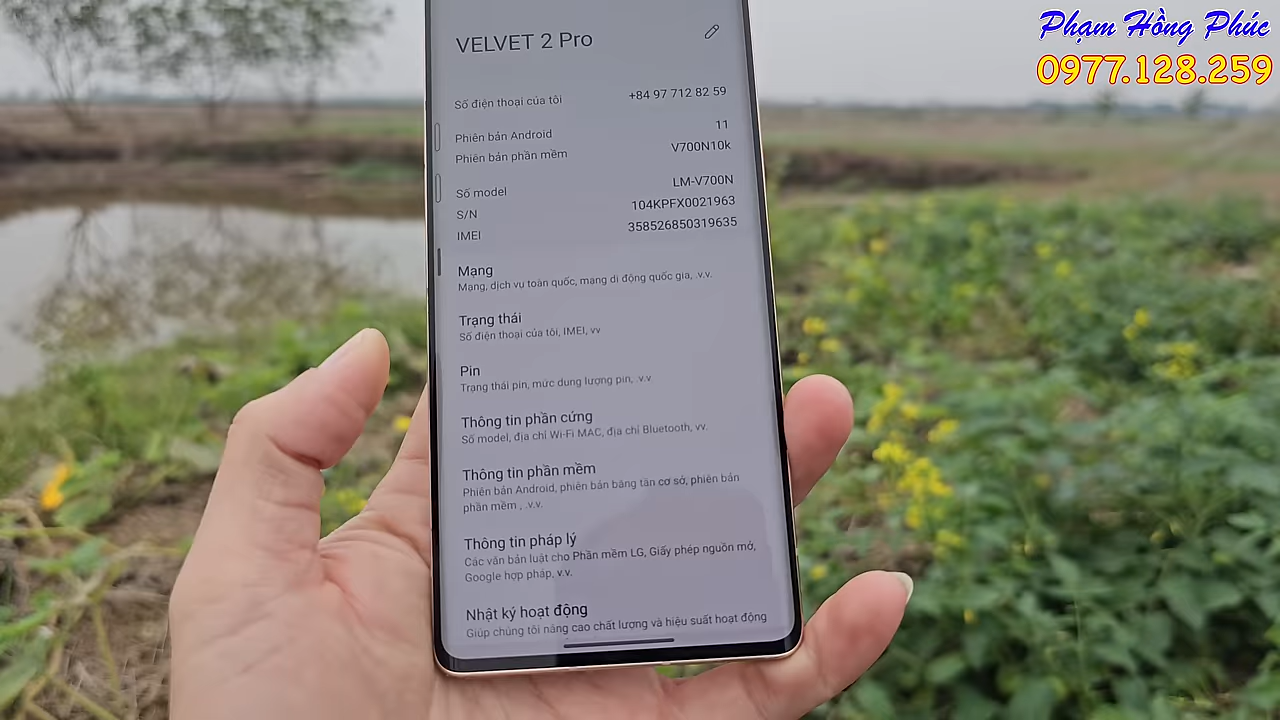 Phạm Hồng Phúc
0977.128.259
VELVET 2 Pro
Số điện thoại của tôi +84 97 712 82 59
Phiên bản Android 11
Phiên bản phần mềm V700N10k
Số model LM-V700N
S/N 104KPFX0021963
IMEI 358526850319635
Mạng
Mạng, dịch vụ toàn quốc, mạng di động quốc gia, .v.v.
Trạng thái
Số điện thoại của tôi, IMEI, vv
Pin
Trạng thái pin, mức dung lượng pin, .v.v
Thông tin phần cứng
Số model, địa chỉ Wi-Fi MAC, địa chỉ Bluetooth, vv.
Thông tin phần mềm
Phiên bản Android, phiên bản băng tần cơ sở, phiên bản
phần mềm , .v.v.
Thông tin pháp lý
Các văn bản luật cho Phần mềm LG, Giấy phép nguồn mở,
Google hợp pháp, v.v.
Nhật ký hoạt động
Giúp chúng tôi nâng cao chất lượng và hiệu suất hoạt động